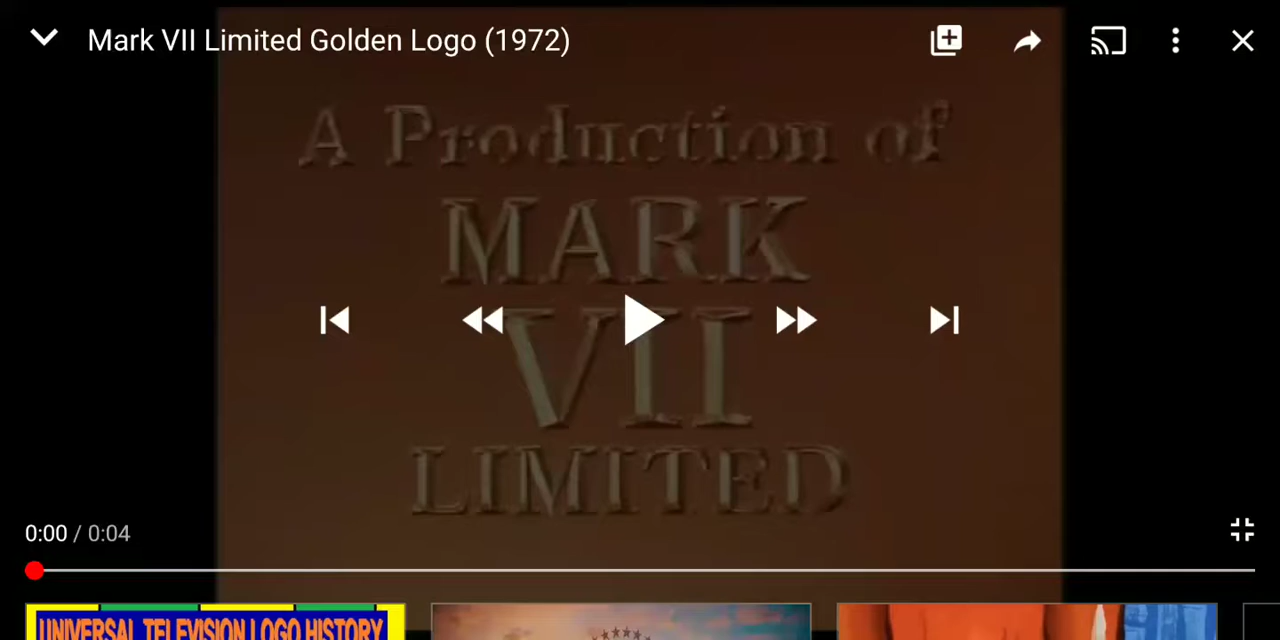 Mark VII Limited Golden Logo (1972)
A Production of
MARK
VII
LIMITED
0:00 / 0:04
UNIVERSAL TELEVISION LOGO HISTORY